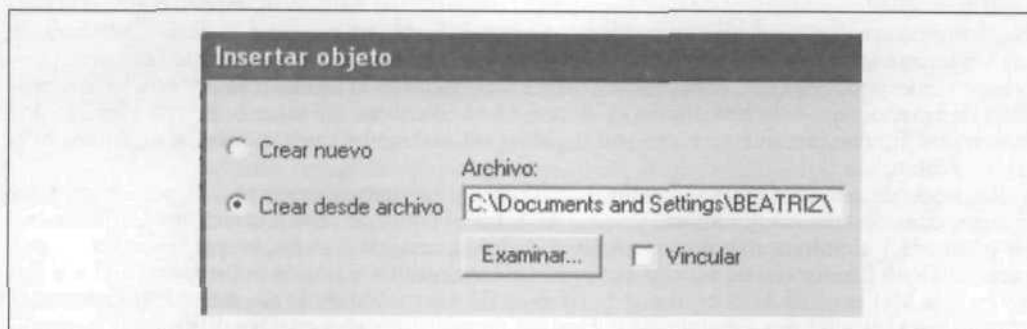 Insertar objeto
Crear nuevo
Archivo:
Crear desde archivo C:\Documents and Settings\BEATRIZ\
Examinar... Vincular